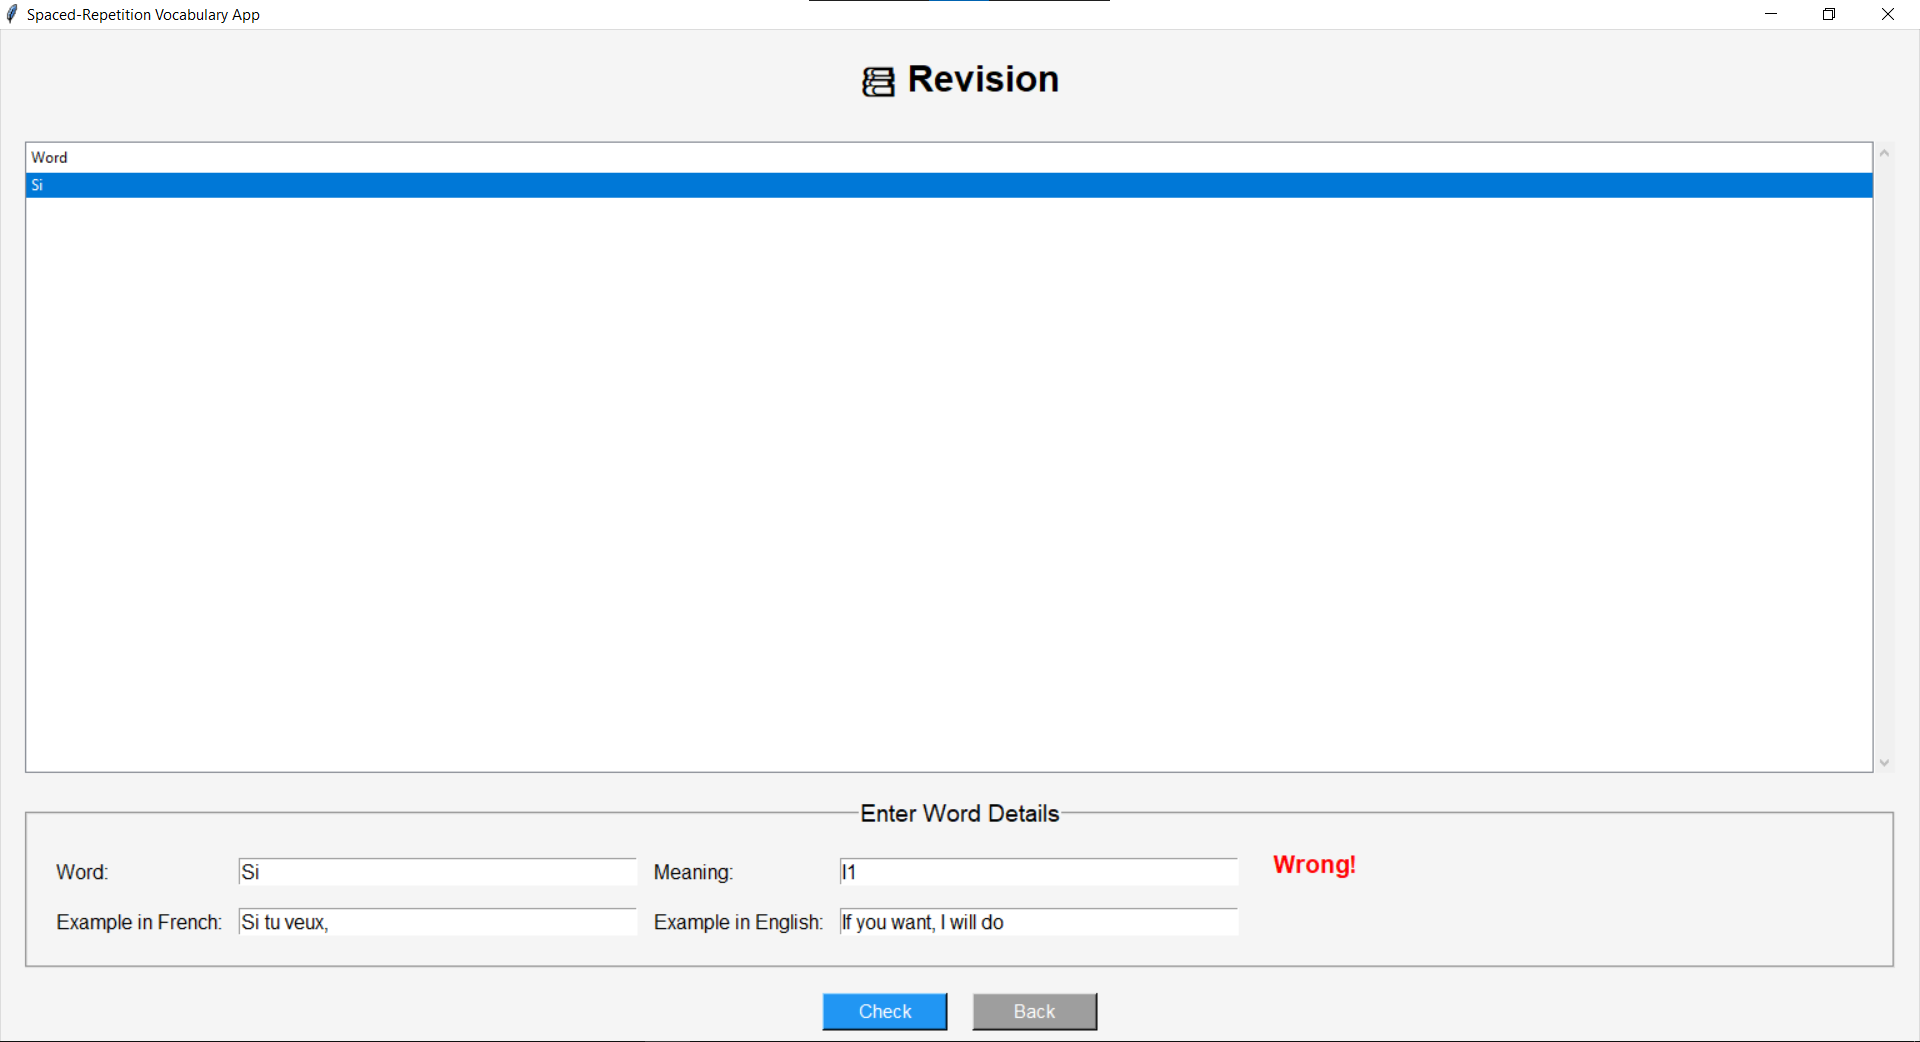 Spaced-Repetition Vocabulary App
Revision
Word
Si
Enter Word Details
Word: Si Meaning: I1 Wrong!
Example in French: Si tu veux, Example in English: If you want, I will do
Check Back